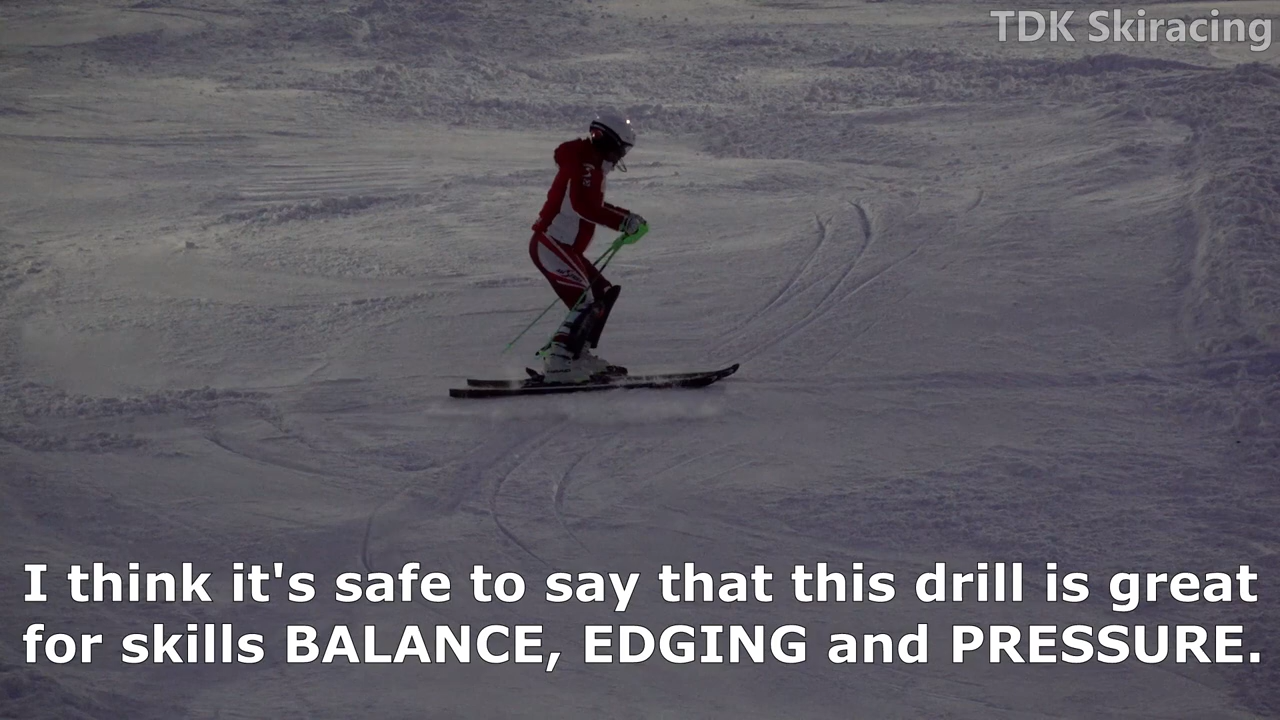 TDK Skiracing
I think it's safe to say that this drill is great
for skills BALANCE, EDGING and PRESSURE.